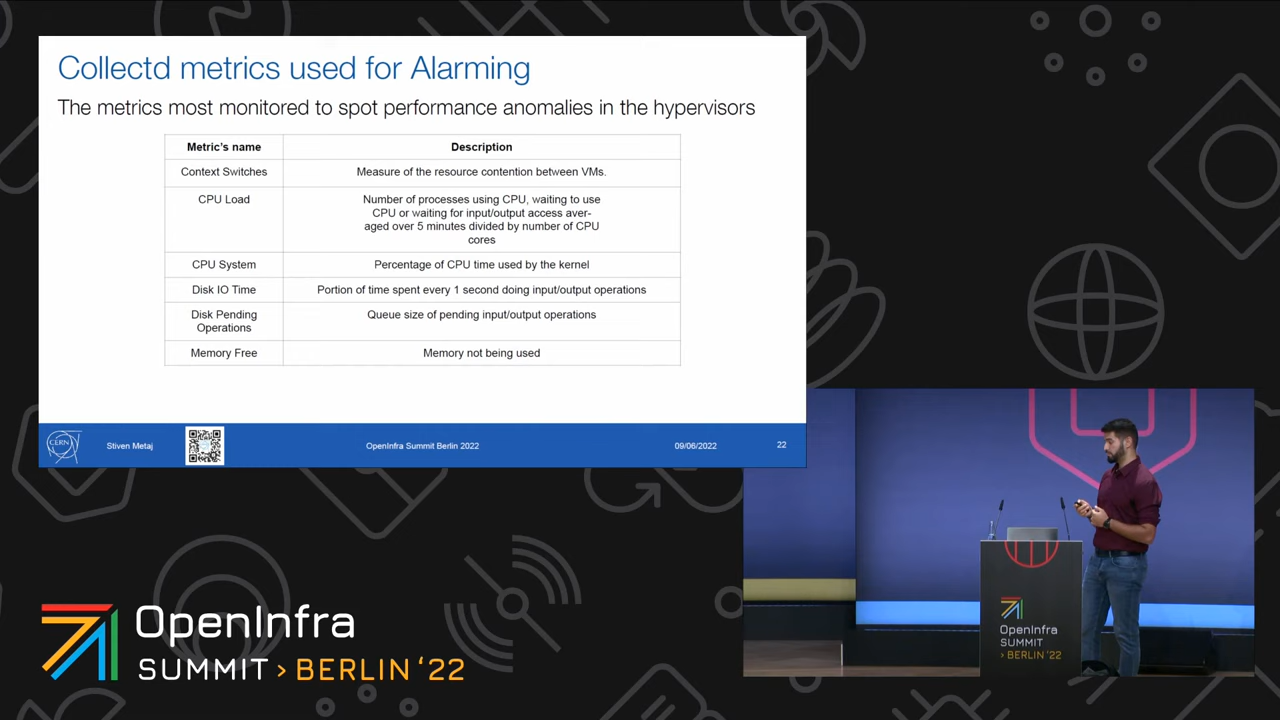 Collectd metrics used for Alarming
The metrics most monitored to spot performance anomalies in the hypervisors
Metric's name Description
Context Switches Measure of the resource contention between VMs.
CPU Load Number of processes using CPU, waiting to use
CPU or waiting for input/output access aver-
aged over 5 minutes divided by number of CPU
cores
CPU System Percentage of CPU time used by the kernel
Disk IO Time Portion of time spent every 1 second doing input/output operations
Disk Pending Queue size of pending input/output operations
Operations
Memory Free Memory not being used
CERN
Stiven Metaj
OpenInfra Summit Berlin 2022
09/06/2022
22
OpenInfra
SUMMIT > BERLIN '22
OpenInfra
SUMMIT
> BERLIN '22